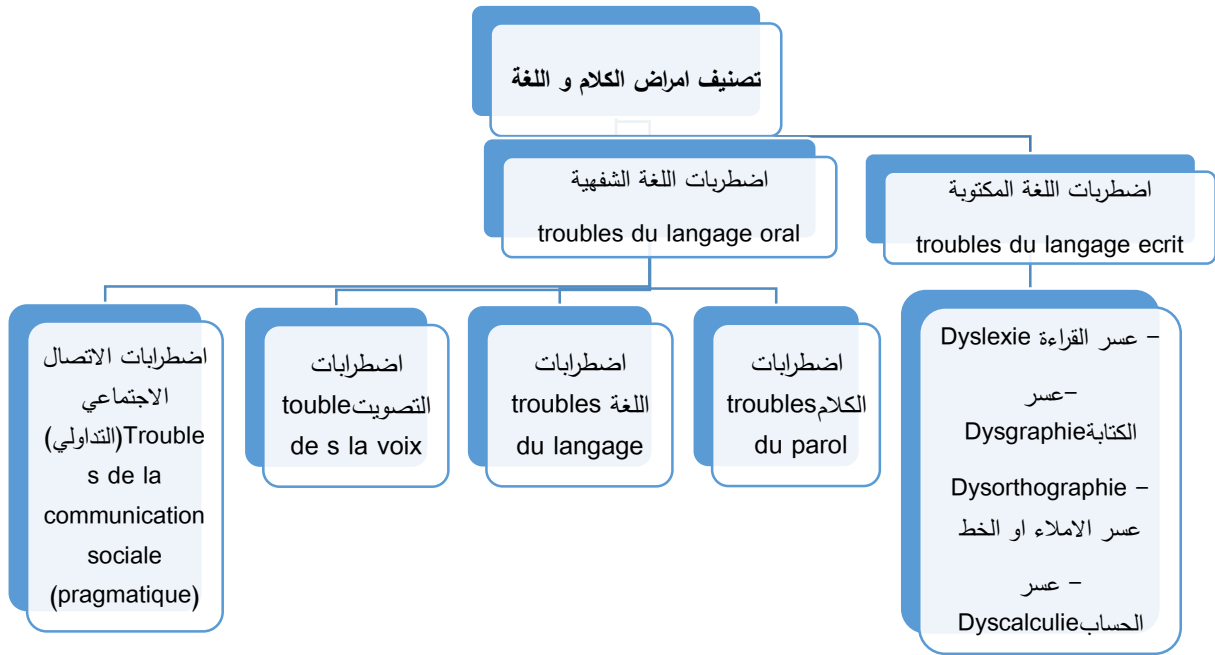 تصنيف امراض الكلام و اللغة
اضطربات اللغة الشفهية
troubles du langage oral
اضطربات اللغة المكتوبة
troubles du langage ecrit
اضطرابات الاتصال
الاجتماعي
(التداولي)Trouble
s de la
communication
sociale
(pragmatique)
اضطرابات
التصويتtouble
de s la voix
اضطرابات
اللغة troubles
du langage
اضطرابات
الكلامtroubles
du parol
– عسر القراءة Dyslexie
–عسر
الكتابةDysgraphie
– Dysorthographie
عسر الاملاء او الخط
– عسر
الحسابDyscalculie